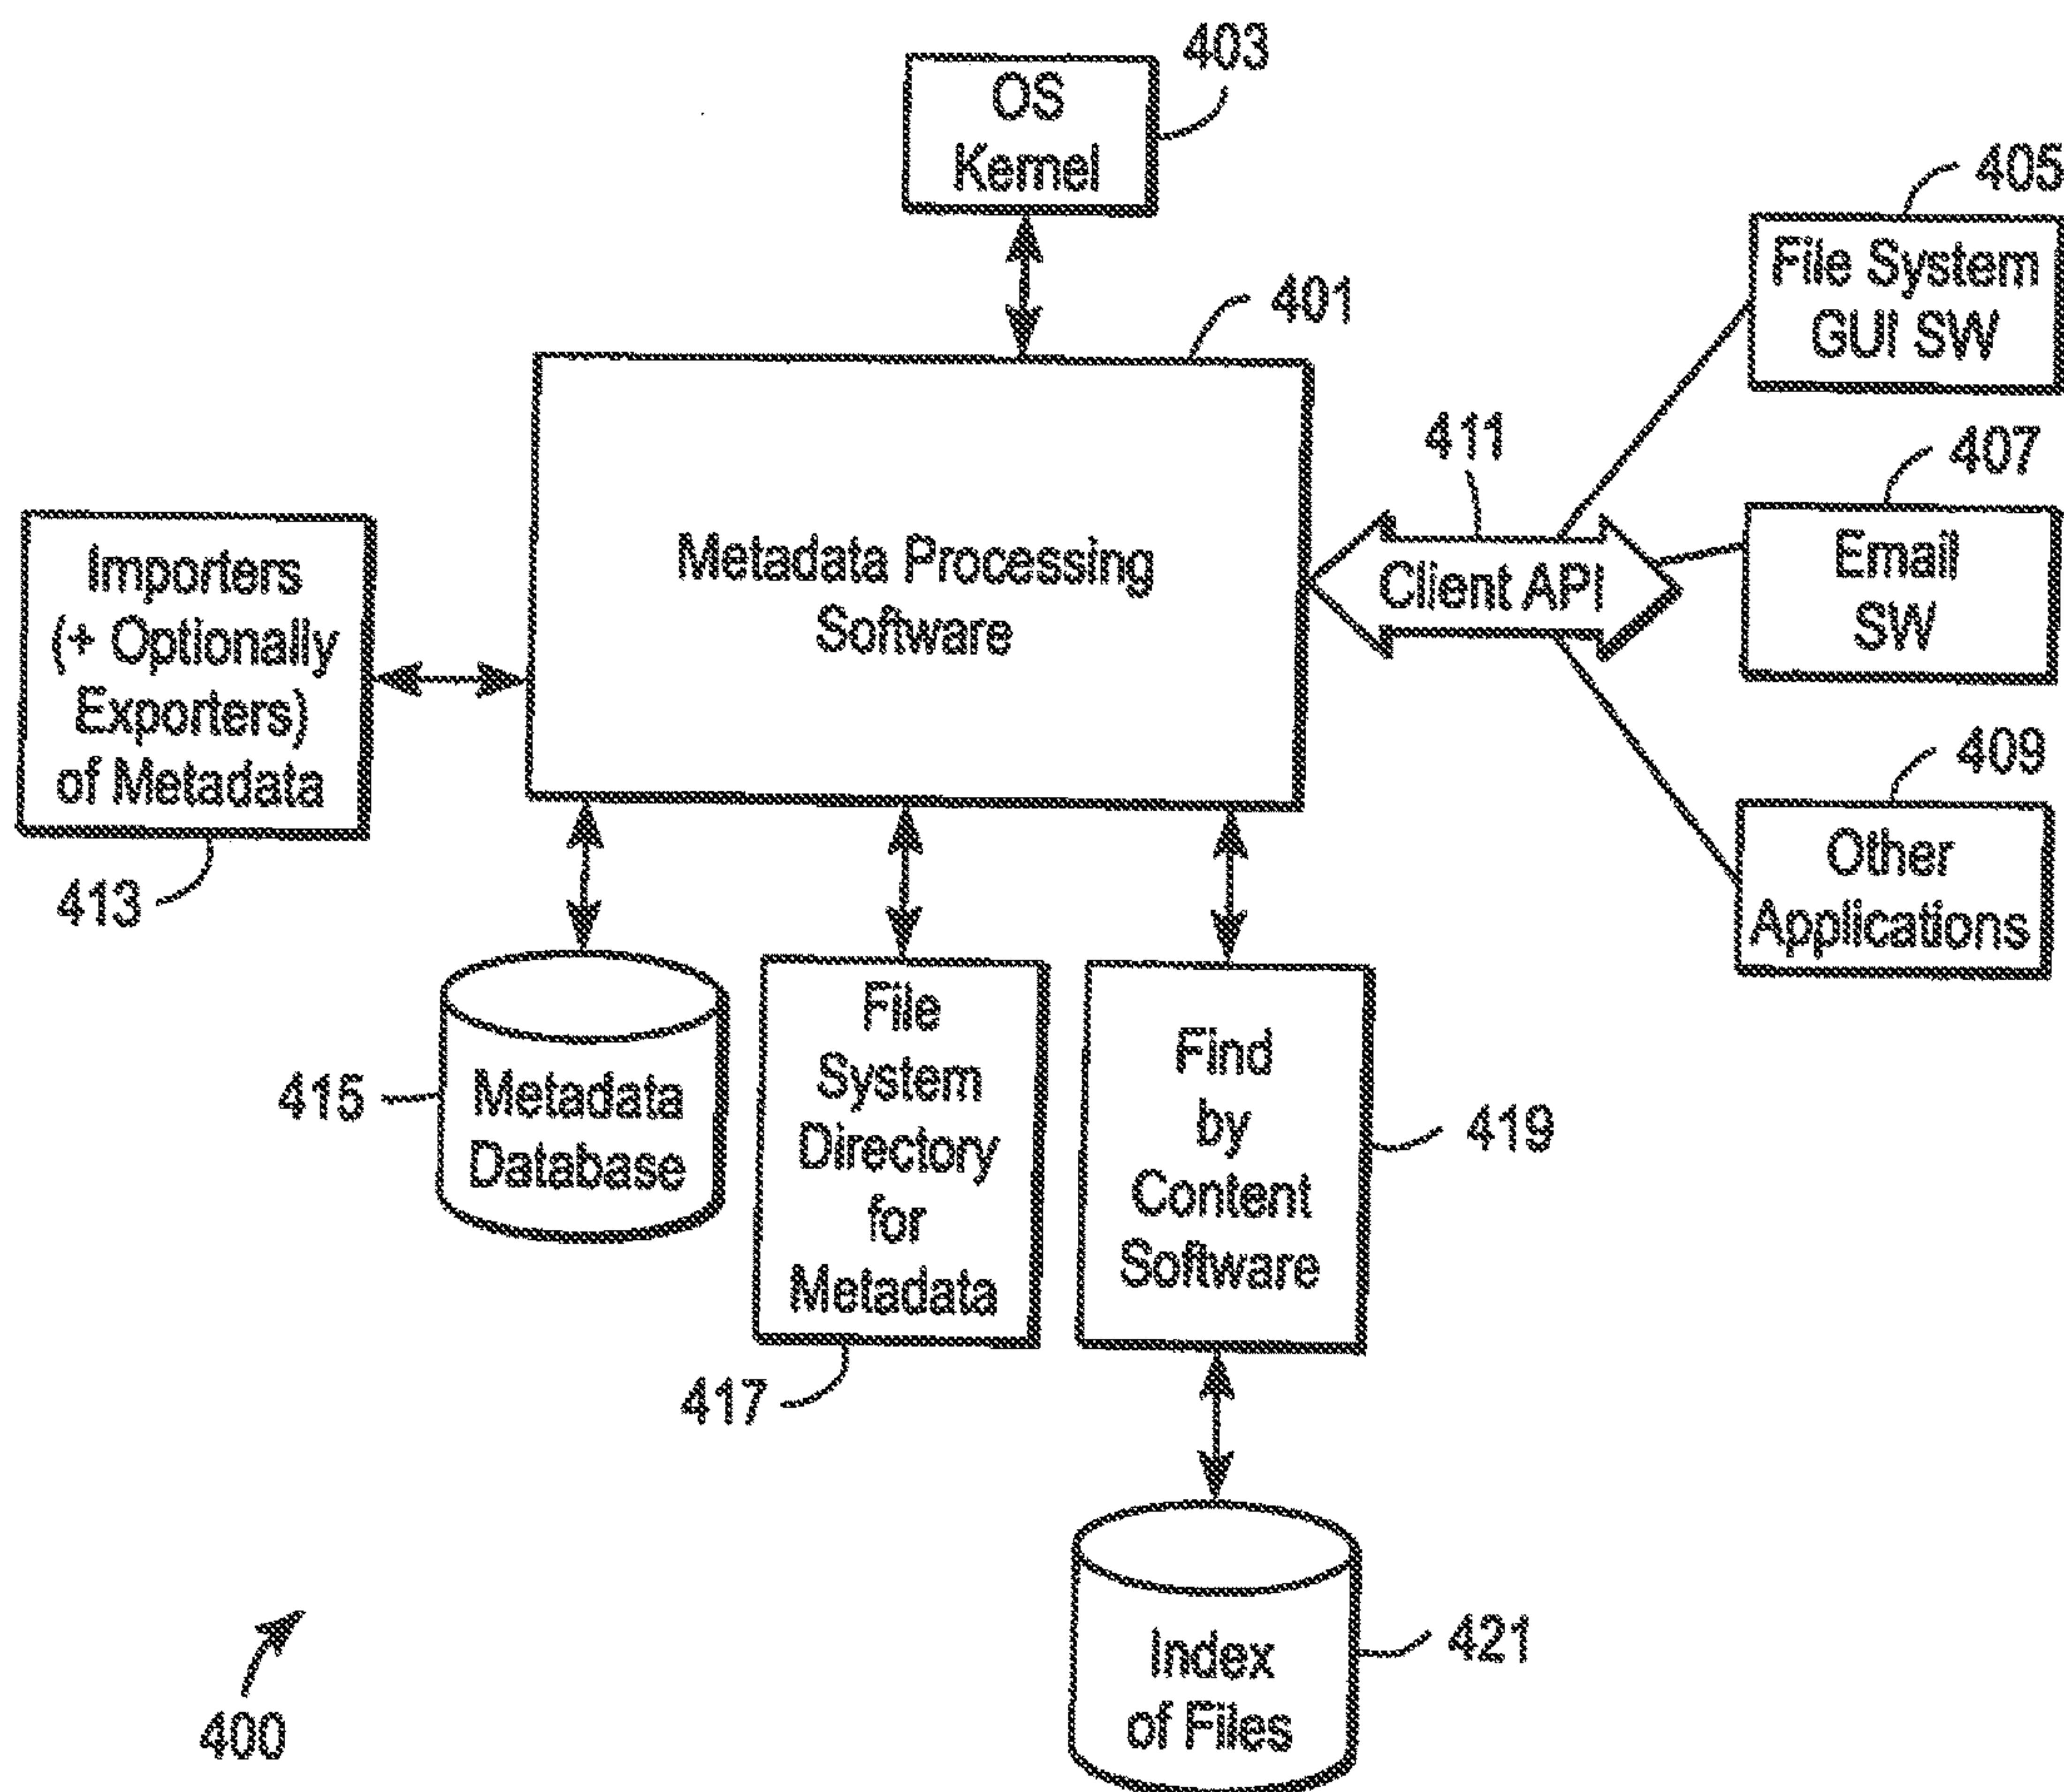 403
OS
Kernel
405
File System
GUI SW
401
411
407
Metadata Processing
Software
Client API
Email
SW
Importers
(+ Optionally
Exporters)
of Metadata
413
409
Other
Applications
415
Metadata
Database
File
System
Directory
for
Metadata
417
Find
by
Content
Software
419
Index
of Files
421
400